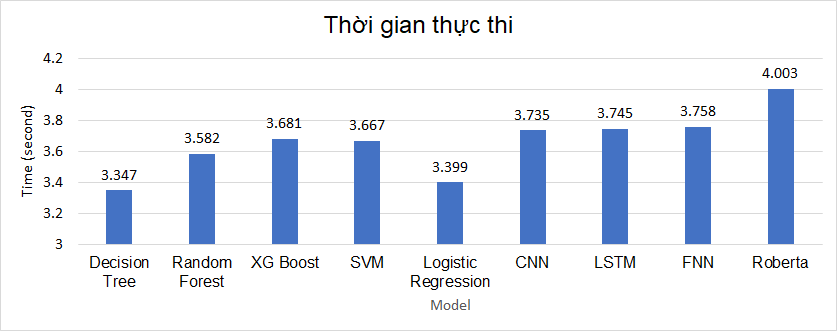 Thời gian thực thi
Time (second)
4.2
4
3.8
3.6
3.4
3.2
3
3.347
3.582
3.681
3.667
3.399
3.735
3.745
3.758
4.003
Decision
Tree
Random
Forest
XG Boost
SVM
Logistic
Regression
CNN
LSTM
FNN
Roberta
Model